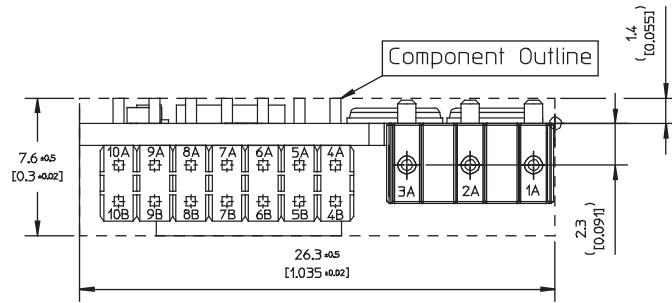 Component Outline
1.4
(0.055]
10A 9A 8A 7A 6A 5A 4A
3A 2A 1A
10B 9B 8B 7B 6B 5B 4B
7.6 ±0.5
[0.3 ±0.02]
2.3
[0.091]
26.3 ±0.5
[1.035 ±0.02]